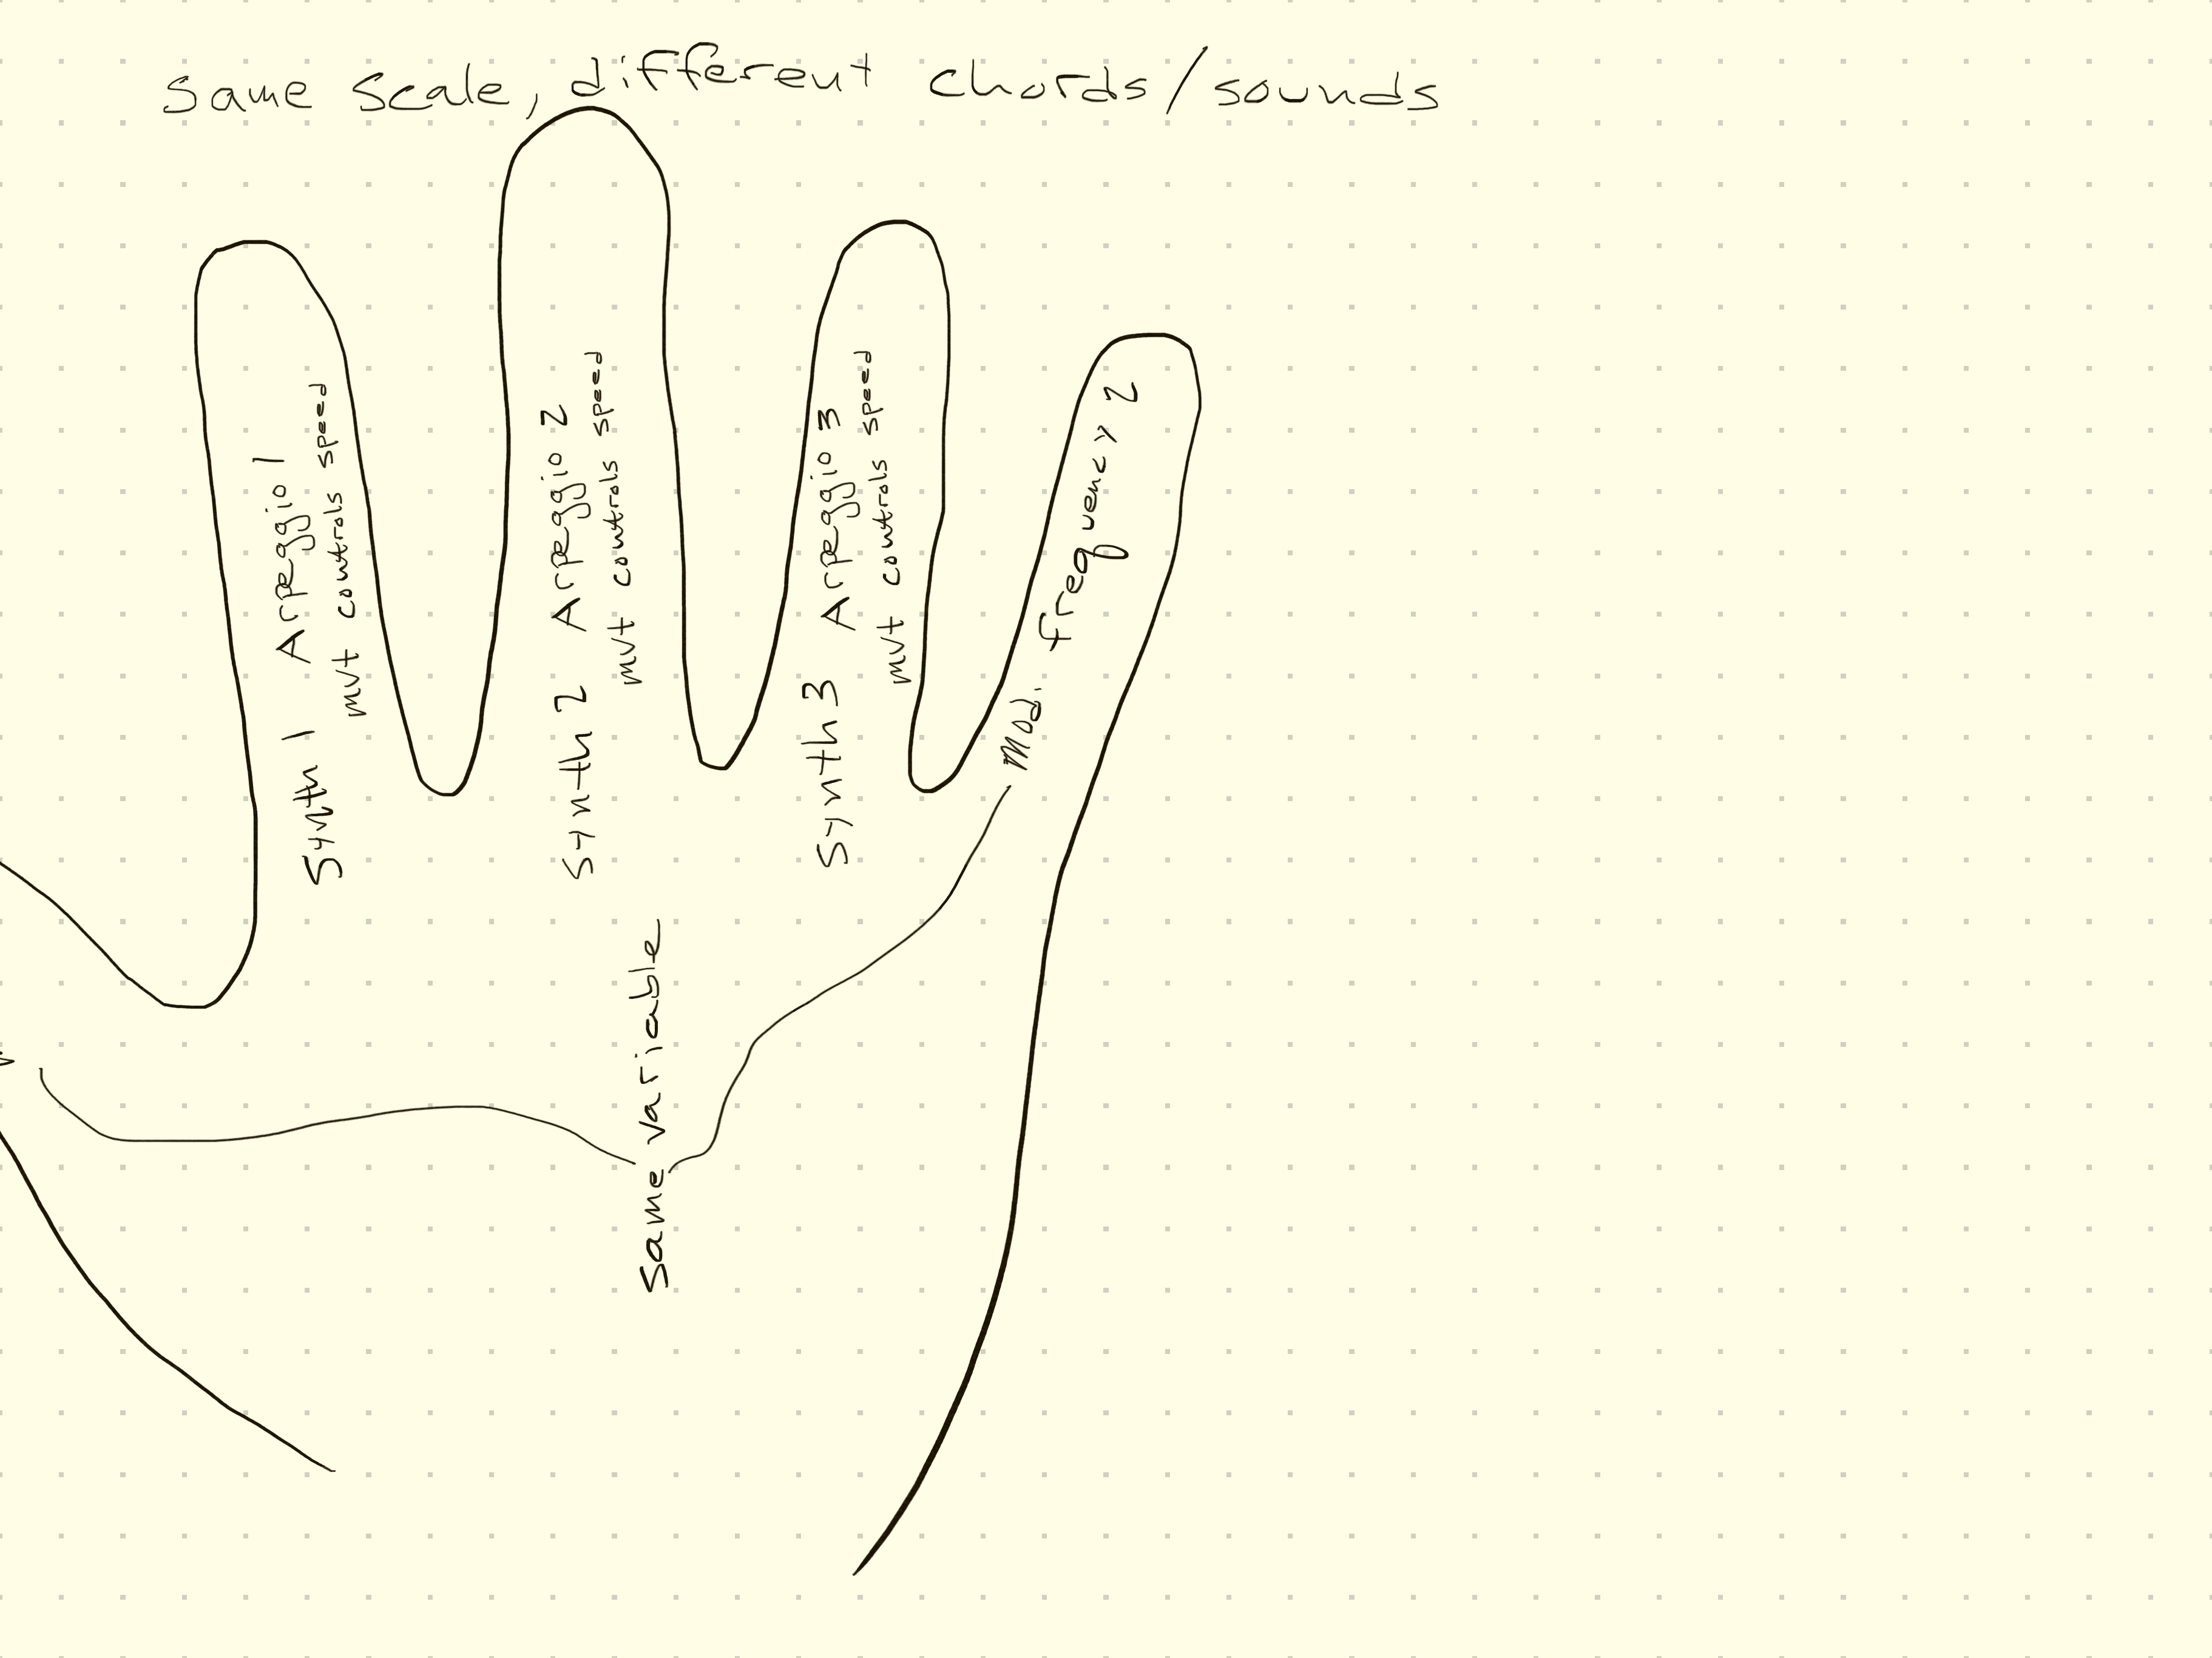 same scale, different chords/sounds
Synth 1 Arpeggio 1
mvt controls speed
Synth 2 Arpeggio 2
mvt controls speed
Synth 3 Arpeggio 3
mvt controls speed
Mod. frequency 2
Same variable